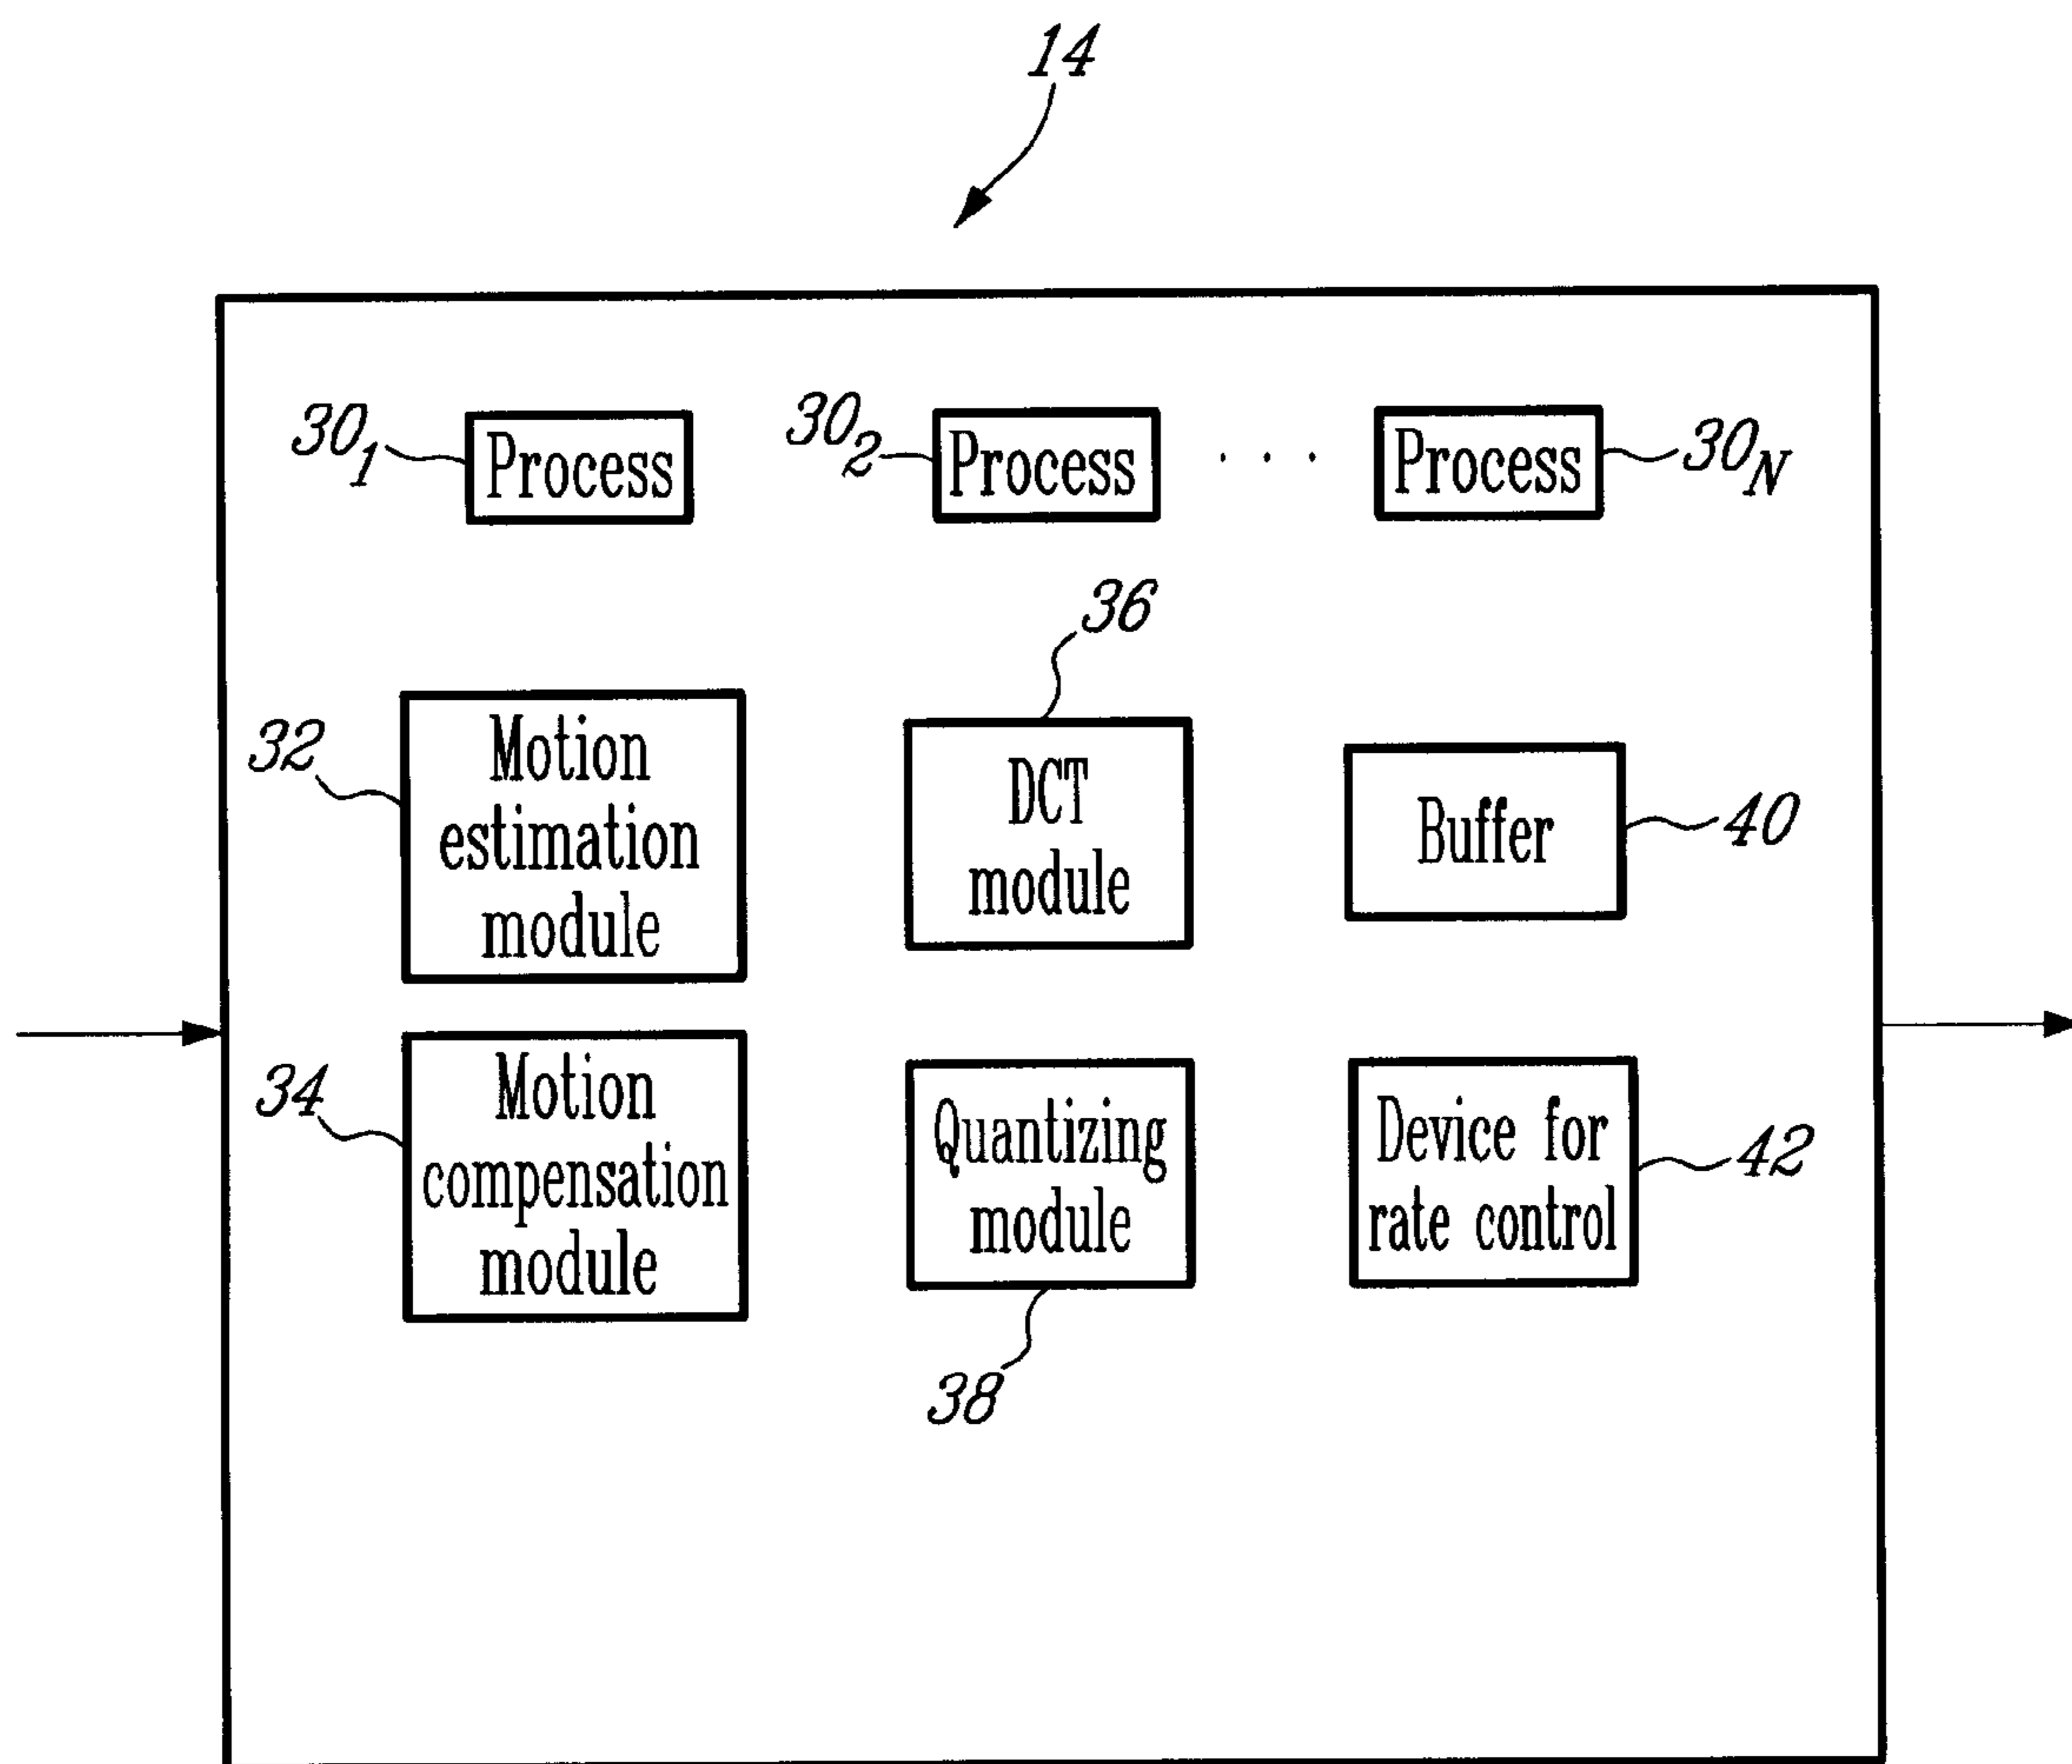 14
30₁
Process
30₂
Process
. . .
Process
30N
36
32
Motion
estimation
module
DCT
module
Buffer
40
34
Motion
compensation
module
Quantizing
module
Device for
rate control
42
38